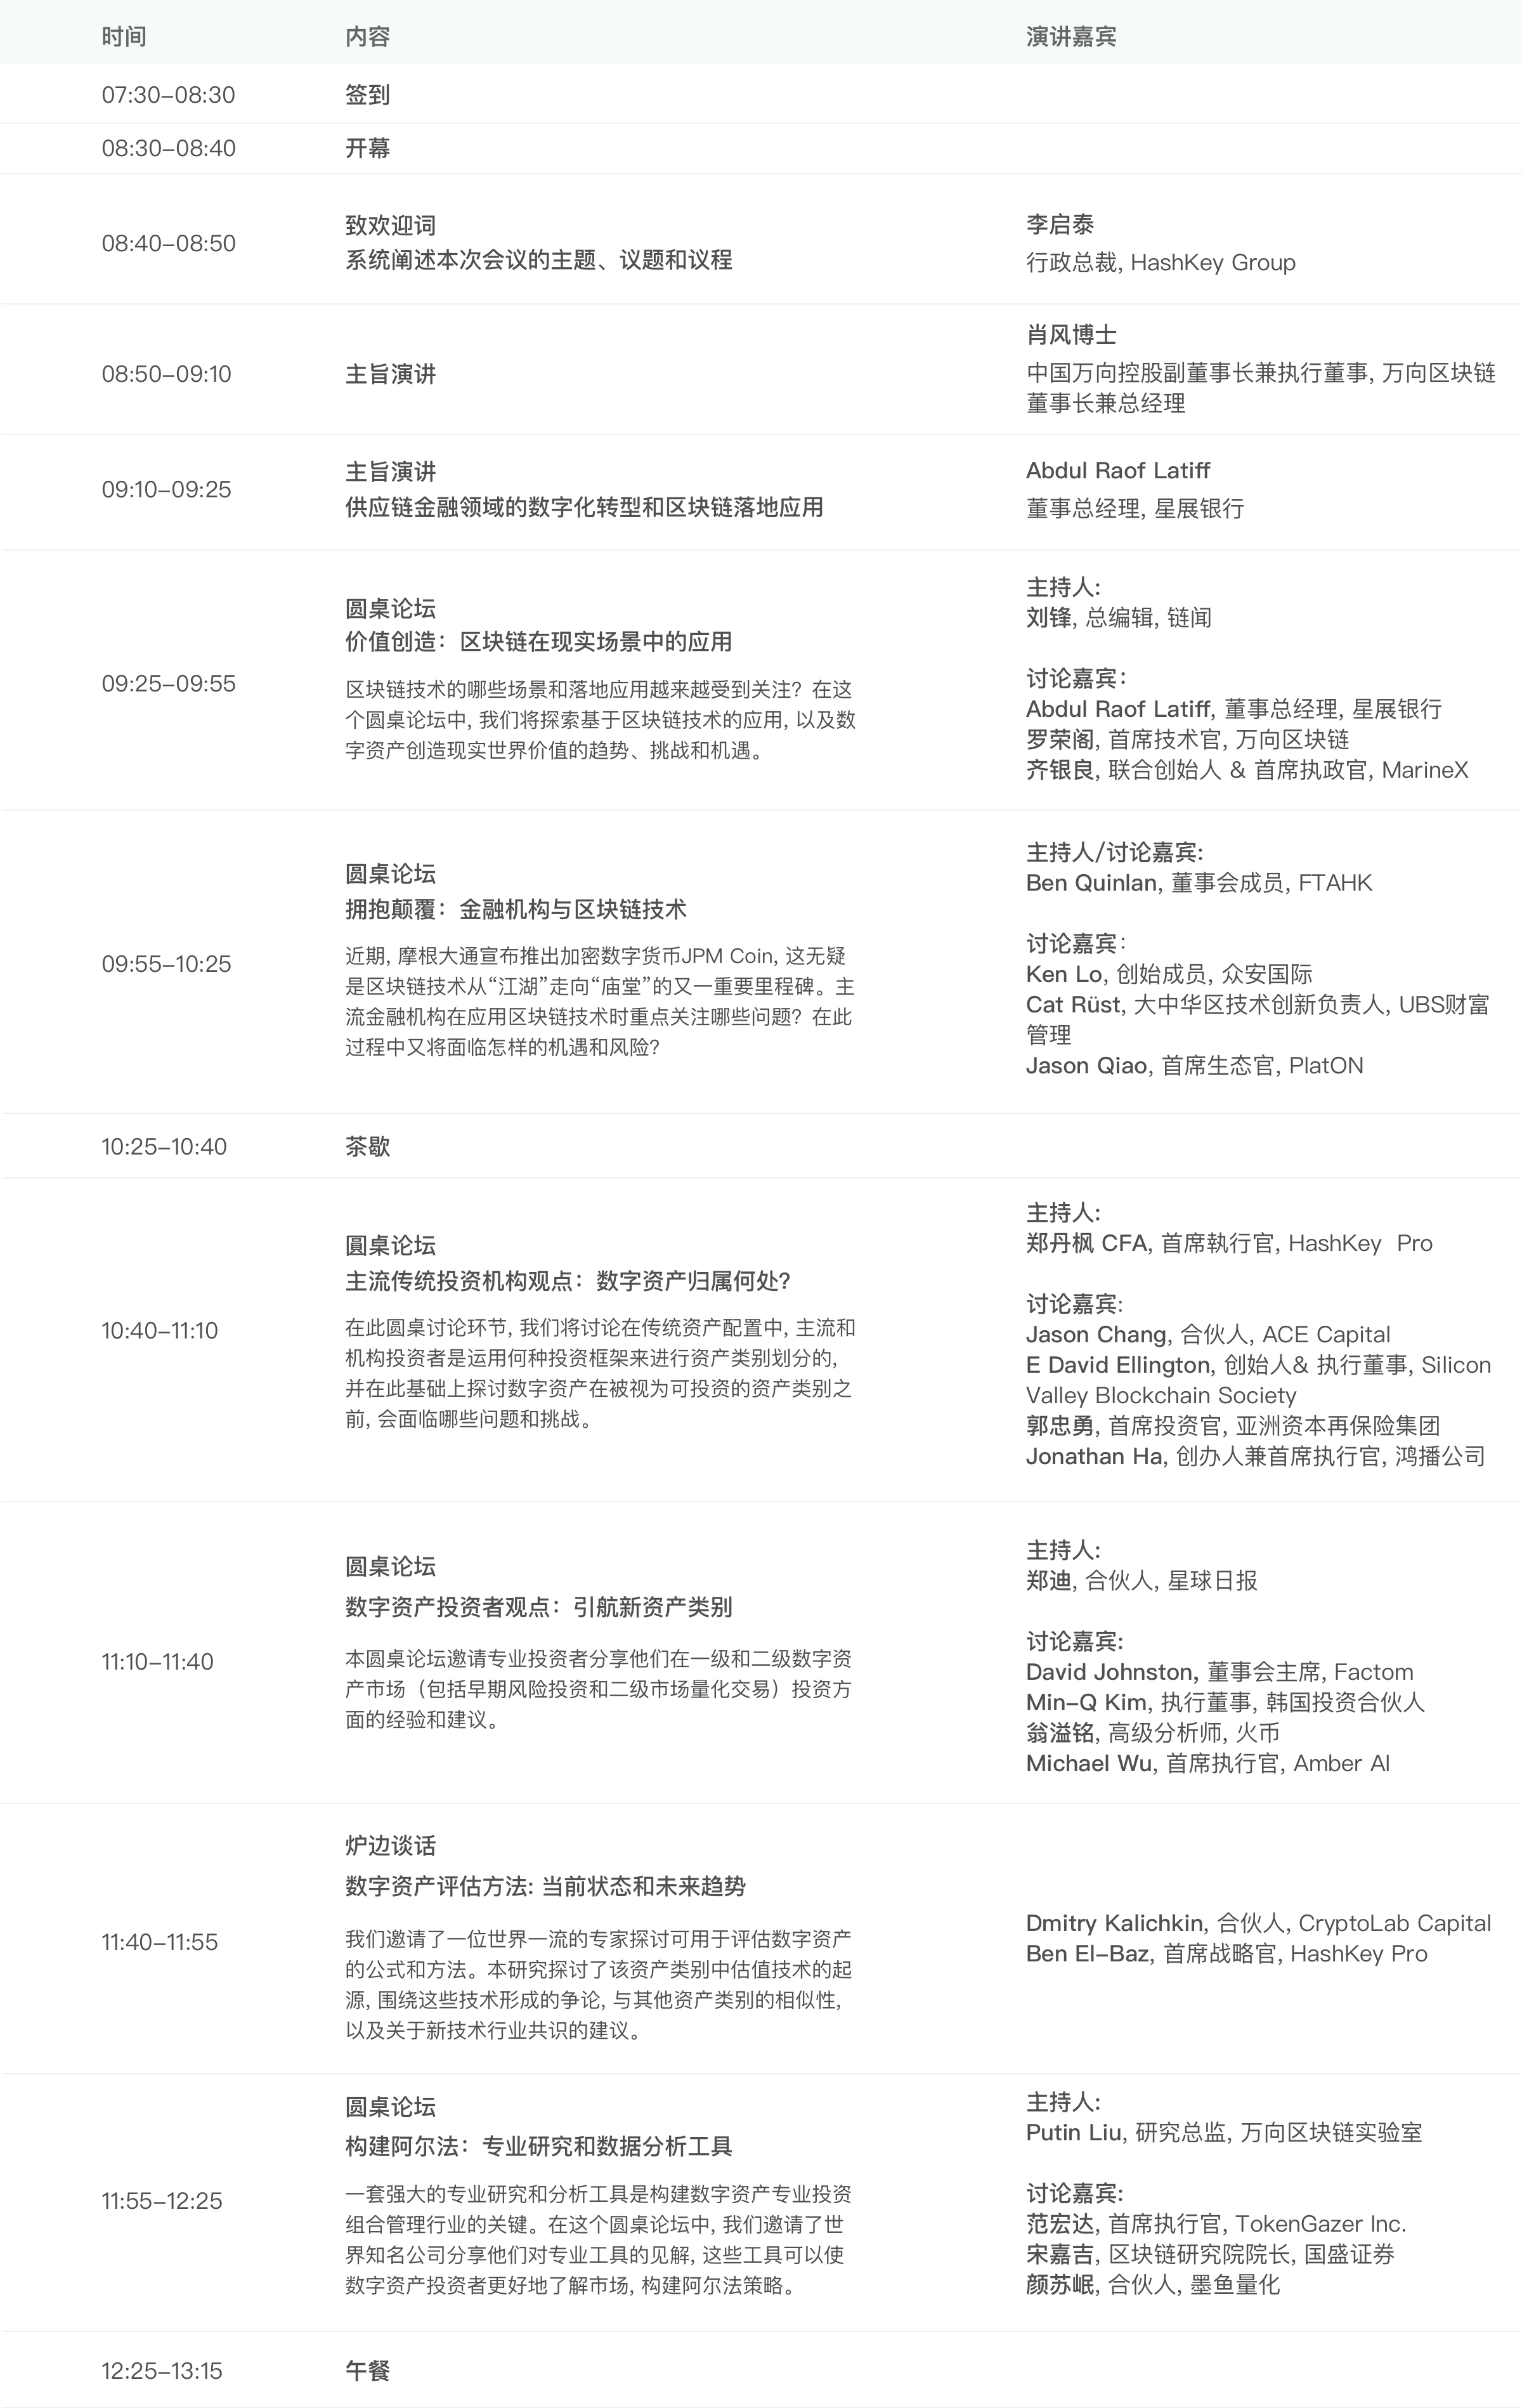 时间 内容 演讲嘉宾
07:30–08:30 签到
08:30–08:40 开幕
08:40–08:50
致欢迎词
系统阐述本次会议的主题、议题和议程
李启泰
行政总裁, HashKey Group
08:50–09:10
主旨演讲
肖风博士
中国万向控股副董事长兼执行董事, 万向区块链
董事长兼总经理
09:10–09:25
主旨演讲
供应链金融领域的数字化转型和区块链落地应用
Abdul Raof Latiff
董事总经理, 星展银行
09:25–09:55
圆桌论坛
价值创造：区块链在现实场景中的应用
区块链技术的哪些场景和落地应用越来越受到关注？在这
个圆桌论坛中, 我们将探索基于区块链技术的应用, 以及数
字资产创造现实世界价值的趋势、挑战和机遇。
主持人:
刘锋, 总编辑, 链闻
讨论嘉宾：
Abdul Raof Latiff, 董事总经理, 星展银行
罗荣阁, 首席技术官, 万向区块链
齐银良, 联合创始人 & 首席执政官, MarineX
09:55–10:25
圆桌论坛
拥抱颠覆：金融机构与区块链技术
近期, 摩根大通宣布推出加密数字货币JPM Coin, 这无疑
是区块链技术从“江湖”走向“庙堂”的又一重要里程碑。主
流金融机构在应用区块链技术时重点关注哪些问题？在此
过程中又将面临怎样的机遇和风险?
主持人/讨论嘉宾:
Ben Quinlan, 董事会成员, FTAHK
讨论嘉宾：
Ken Lo, 创始成员, 众安国际
Cat Rüst, 大中华区技术创新负责人, UBS财富
管理
Jason Qiao, 首席生态官, PlatON
10:25–10:40 茶歇
10:40–11:10
圓桌论坛
主流传统投资机构观点：数字资产归属何处?
在此圆桌讨论环节, 我们将讨论在传统资产配置中, 主流和
机构投资者是运用何种投资框架来进行资产类别划分的,
并在此基础上探讨数字资产在被视为可投资的资产类别之
前, 会面临哪些问题和挑战。
主持人:
郑丹枫 CFA, 首席執行官, HashKey  Pro
讨论嘉宾:
Jason Chang, 合伙人, ACE Capital
E David Ellington, 创始人& 执行董事, Silicon
Valley Blockchain Society
郭忠勇, 首席投资官, 亚洲资本再保险集团
Jonathan Ha, 创办人兼首席执行官, 鸿播公司
11:10–11:40
圆桌论坛
数字资产投资者观点：引航新资产类别
本圆桌论坛邀请专业投资者分享他们在一级和二级数字资
产市场（包括早期风险投资和二级市场量化交易）投资方
面的经验和建议。
主持人:
郑迪, 合伙人, 星球日报
讨论嘉宾:
David Johnston, 董事会主席, Factom
Min–Q Kim, 执行董事, 韩国投资合伙人
翁溢铭, 高级分析师, 火币
Michael Wu, 首席执行官, Amber AI
11:40–11:55
炉边谈话
数字资产评估方法: 当前状态和未来趋势
我们邀请了一位世界一流的专家探讨可用于评估数字资产
的公式和方法。本研究探讨了该资产类别中估值技术的起
源, 围绕这些技术形成的争论, 与其他资产类别的相似性,
以及关于新技术行业共识的建议。
Dmitry Kalichkin, 合伙人, CryptoLab Capital
Ben El–Baz, 首席战略官, HashKey Pro
11:55–12:25
圆桌论坛
构建阿尔法：专业研究和数据分析工具
一套强大的专业研究和分析工具是构建数字资产专业投资
组合管理行业的关键。在这个圆桌论坛中, 我们邀请了世
界知名公司分享他们对专业工具的见解, 这些工具可以使
数字资产投资者更好地了解市场, 构建阿尔法策略。
主持人:
Putin Liu, 研究总监, 万向区块链实验室
讨论嘉宾:
范宏达, 首席执行官, TokenGazer Inc.
宋嘉吉, 区块链研究院院长, 国盛证券
颜苏岷, 合伙人, 墨鱼量化
12:25–13:15 午餐